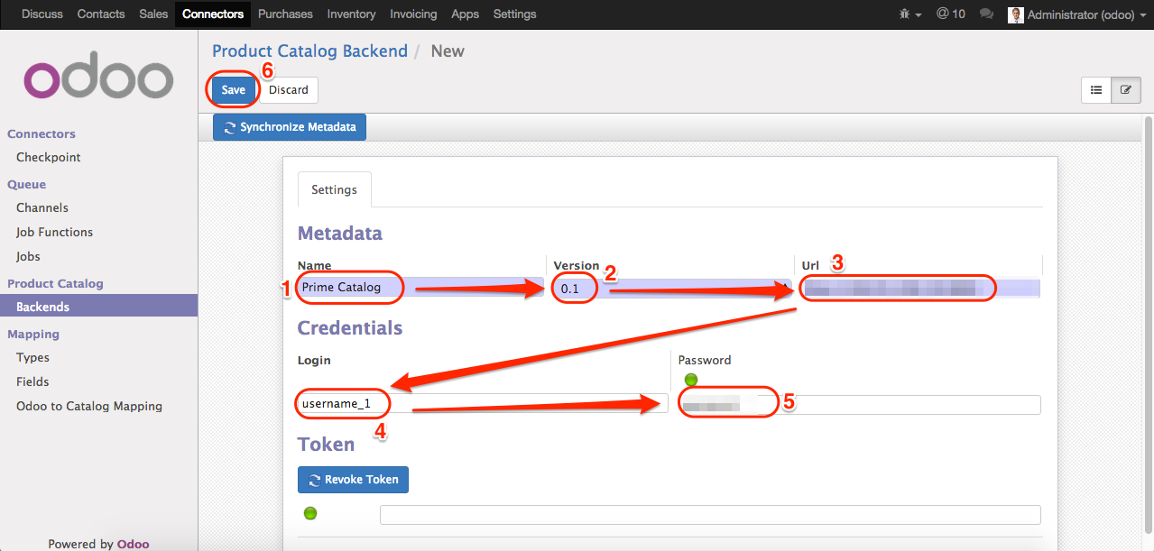 Discuss Contacts Sales Connectors Purchases Inventory Invoicing Apps Settings @ 10 Administrator (odoo)
odoo
Product Catalog Backend / New
6
Save Discard
Synchronize Metadata
Connectors
Checkpoint
Queue
Channels
Job Functions
Jobs
Product Catalog
Backends
Mapping
Types
Fields
Odoo to Catalog Mapping
Powered by Odoo
Settings
Metadata
Name Version 2 Url 3
1 Prime Catalog 0.1
Credentials
Login Password
username_1 5
4
Token
Revoke Token